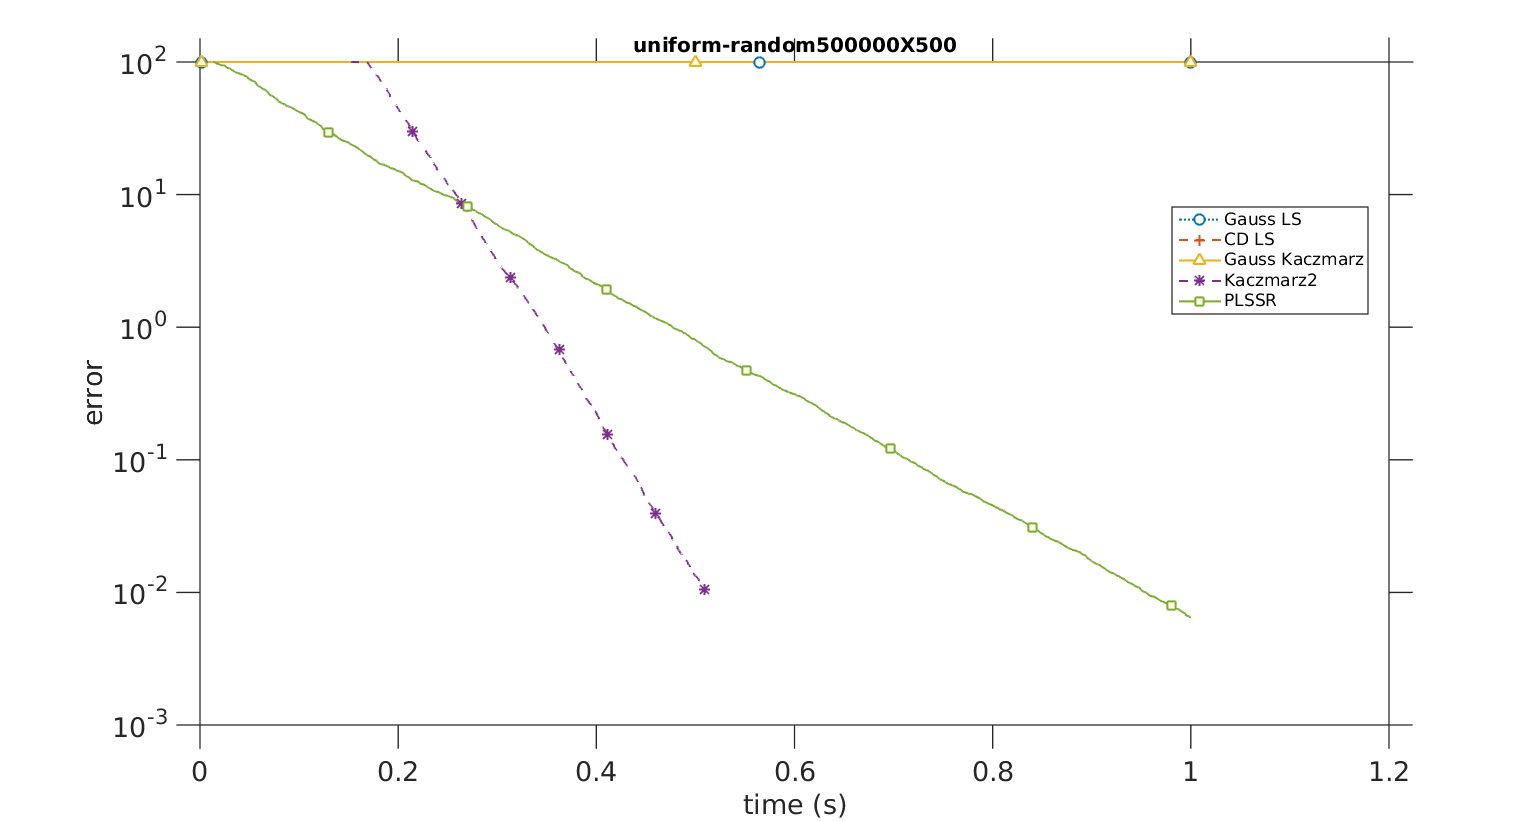 uniform-random500000X500
10^2
10^1
10^0
10^-1
10^-2
10^-3
error
Gauss LS
CD LS
Gauss Kaczmarz
Kaczmarz2
PLSSR
0 0.2 0.4 0.6 0.8 1 1.2
time (s)